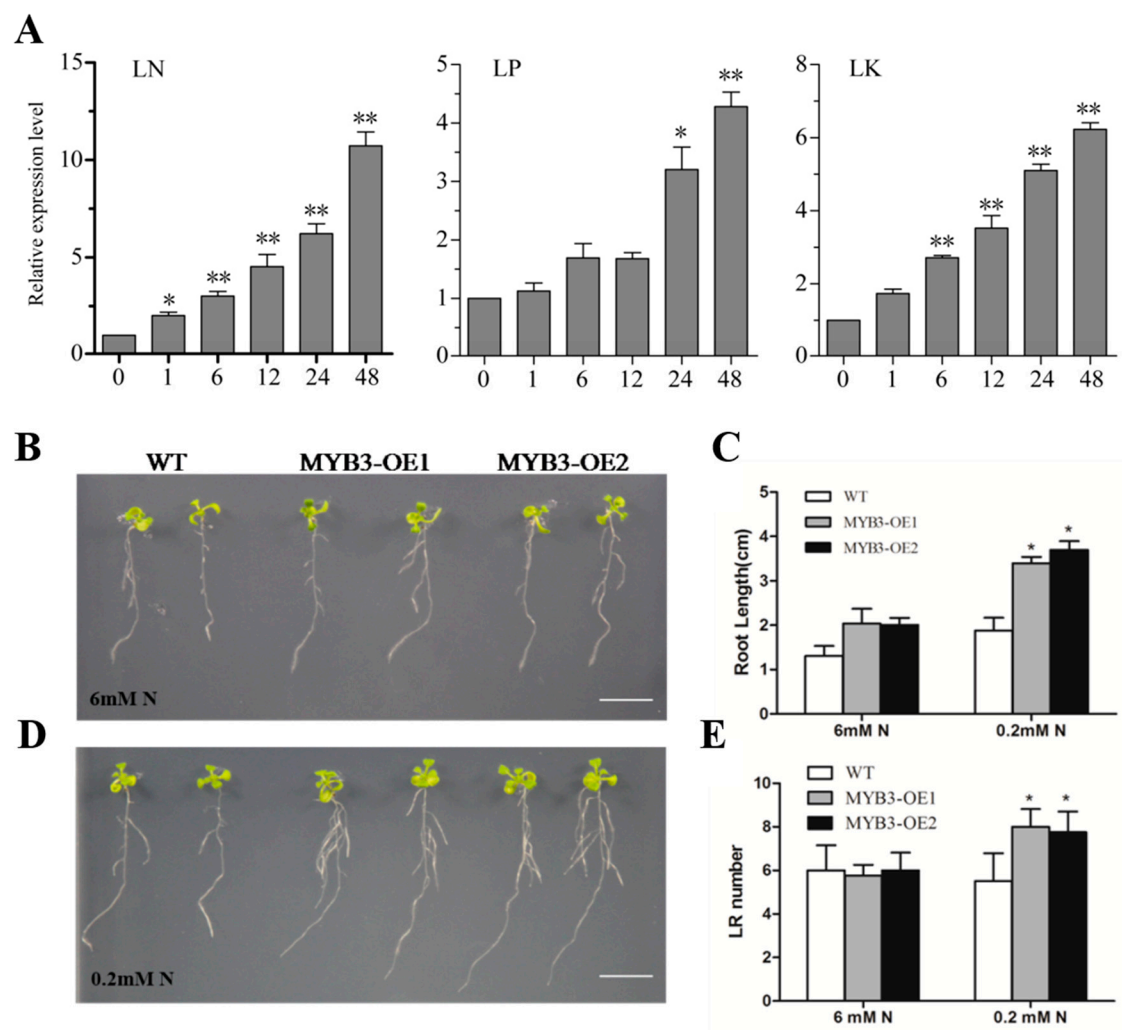 A
LN
LP
LK
Relative expression level
15
10
5
0
5
4
3
2
1
0
8
6
4
2
0
*
**
**
**
**
*
**
**
**
**
**
0 1 6 12 24 48
0 1 6 12 24 48
0 1 6 12 24 48
B
WT MYB3-OE1 MYB3-OE2
6mM N
C
Root Length(cm)
5
4
3
2
1
0
WT
MYB3-OE1
MYB3-OE2
* *
6mM N 0.2mM N
D
0.2mM N
E
LR number
10
8
6
4
2
0
WT
MYB3-OE1
MYB3-OE2
* *
6 mM N 0.2 mM N